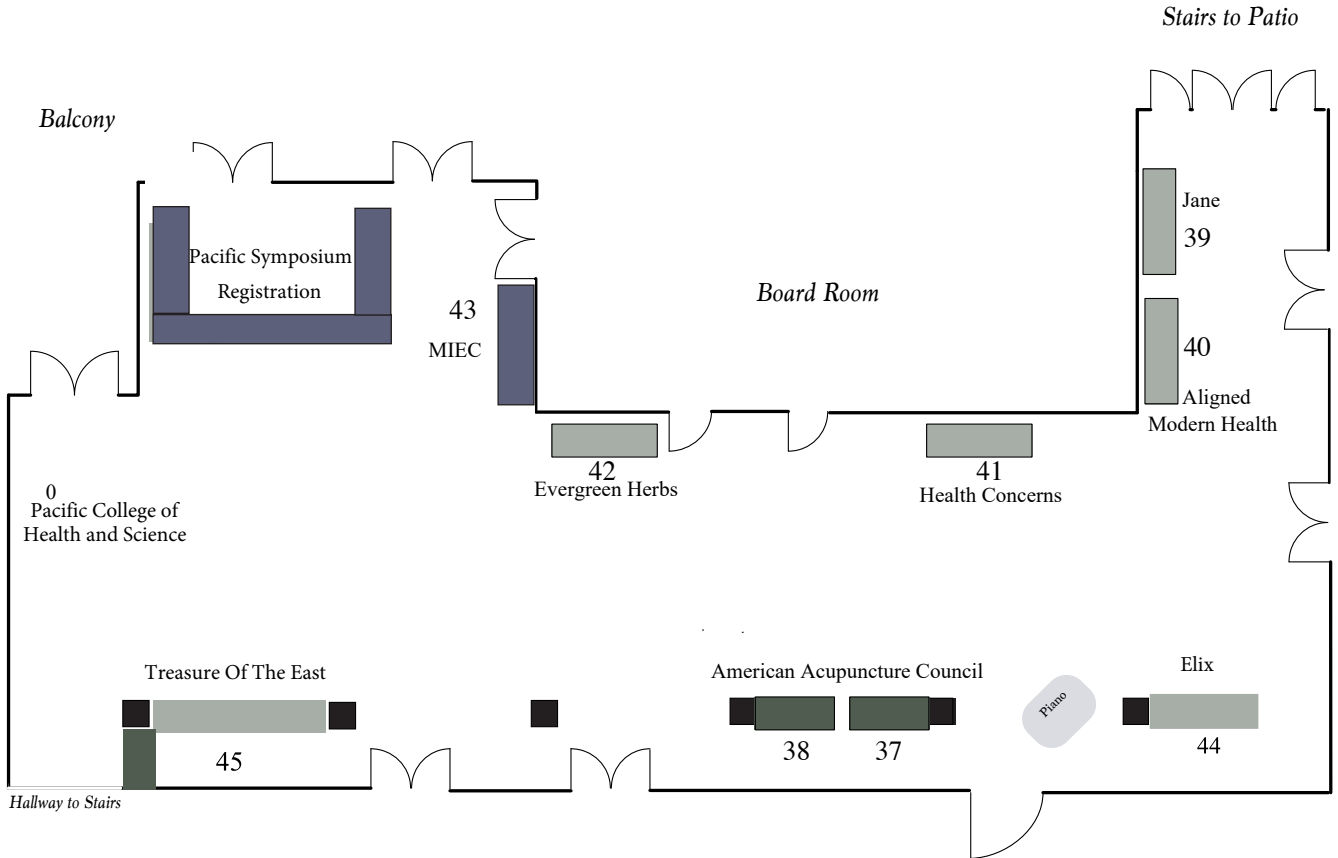 Stairs to Patio
Balcony
Jane
39
Pacific Symposium
Registration
Board Room
43
MIEC
40
Aligned
Modern Health
42
Evergreen Herbs
41
Health Concerns
0
Pacific College of
Health and Science
Treasure Of The East
American Acupuncture Council
Elix
Piano
45
38
37
44
Hallway to Stairs